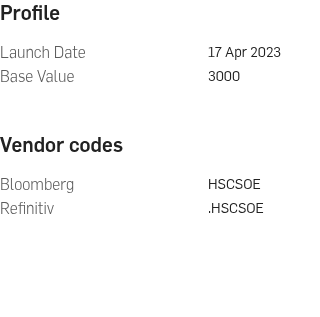 Profile
Launch Date 17 Apr 2023
Base Value 3000
Vendor codes
Bloomberg HSCSOE
Refinitiv .HSCSOE